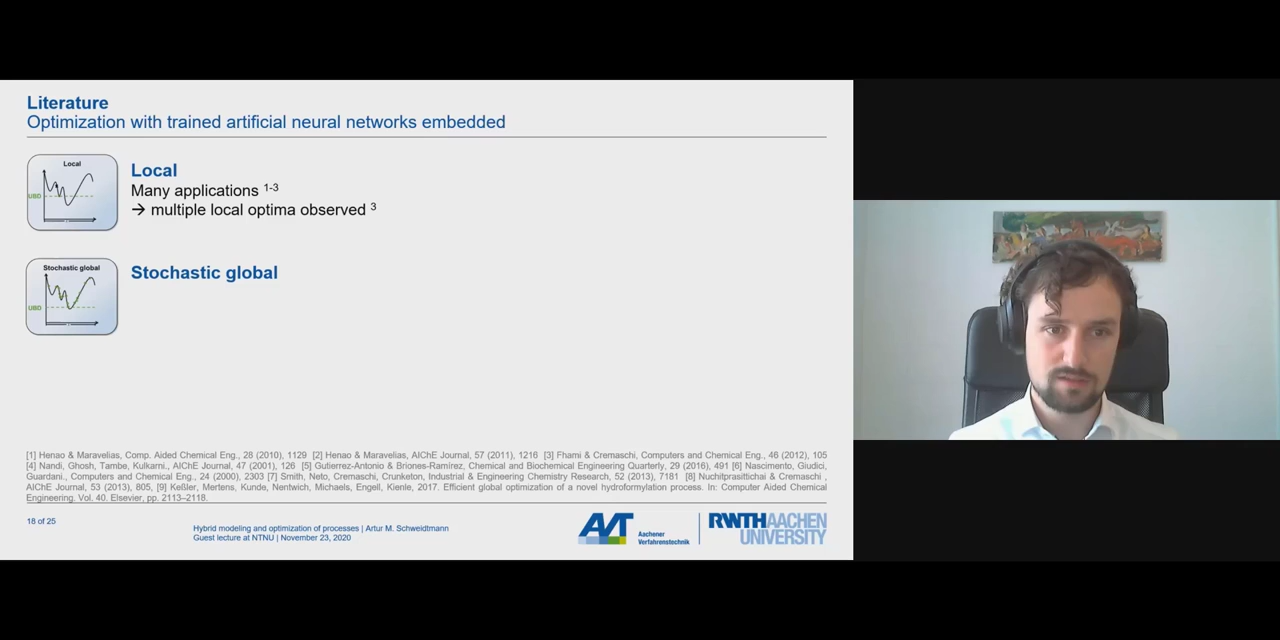 Literature
Optimization with trained artificial neural networks embedded
Local
UBD
Local
Many applications 1-3
→ multiple local optima observed 3
Stochastic global
UBD
Stochastic global
[1] Henao & Maravelias, Comp. Aided Chemical Eng., 28 (2010), 1129 [2] Henao & Maravelias, AIChE Journal, 57 (2011), 1216 [3] Fhami & Cremaschi, Computers and Chemical Eng., 46 (2012), 105
[4] Nandi, Ghosh, Tambe, Kulkarni., AIChE Journal, 47 (2001), 126 [5] Gutierrez-Antonio & Briones-Ramírez, Chemical and Biochemical Engineering Quarterly, 29 (2016), 491 [6] Nascimento, Giudici,
Guardani., Computers and Chemical Eng., 24 (2000), 2303 [7] Smith, Neto, Cremaschi, Crunketon, Industrial & Engineering Chemistry Research, 52 (2013), 7181 [8] Nuchitprasittichai & Cremaschi ,
AIChE Journal, 53 (2013), 805, [9] Keßler, Mertens, Kunde, Nentwich, Michaels, Engell, Kienle, 2017. Efficient global optimization of a novel hydroformylation process. In: Computer Aided Chemical
Engineering. Vol. 40. Elsevier, pp. 2113–2118.
18 of 25
Hybrid modeling and optimization of processes | Artur M. Schweidtmann
Guest lecture at NTNU | November 23, 2020
AVT
Aachener
Verfahrenstechnik
RWTHAACHEN
UNIVERSITY